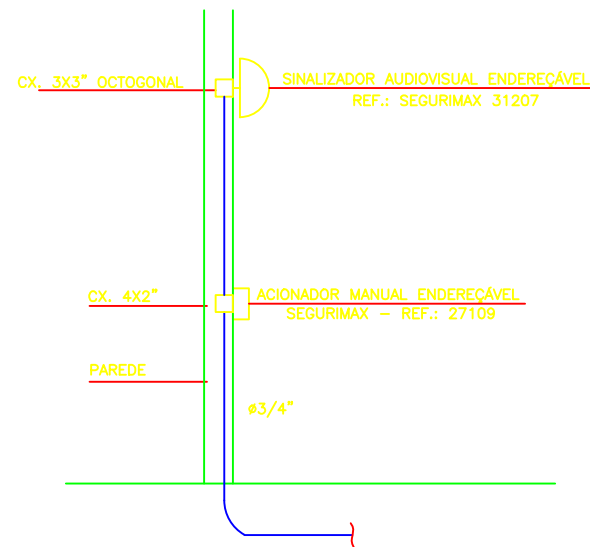 CX. 3X3" OCTOGONAL
SINALIZADOR AUDIOVISUAL ENDEREÇÁVEL
REF.: SEGURIMAX 31207
CX. 4X2"
ACIONADOR MANUAL ENDEREÇÁVEL
SEGURIMAX - REF.: 27109
PAREDE
ø3/4"